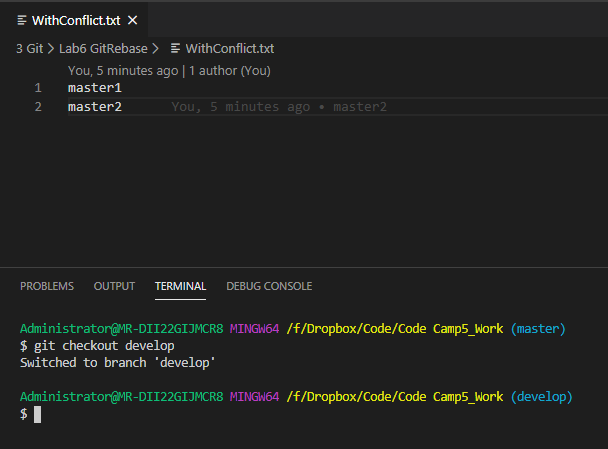 WithConflict.txt
3 Git > Lab6 GitRebase > WithConflict.txt
You, 5 minutes ago | 1 author (You)
1 master1
2 master2 You, 5 minutes ago • master2
PROBLEMS OUTPUT TERMINAL DEBUG CONSOLE
Administrator@MR-DII22GIJMCR8 MINGW64 /f/Dropbox/Code/Code Camp5_Work (master)
$ git checkout develop
Switched to branch 'develop'
Administrator@MR-DII22GIJMCR8 MINGW64 /f/Dropbox/Code/Code Camp5_Work (develop)
$